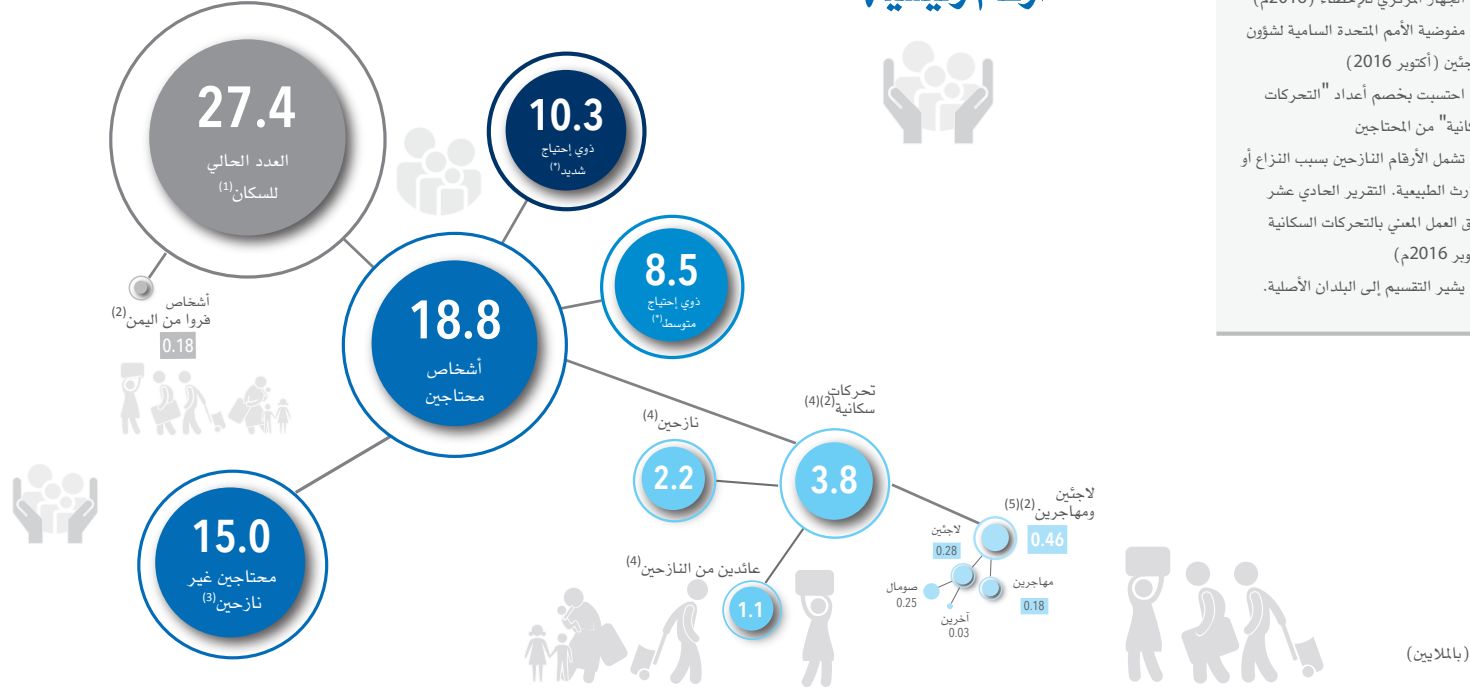 27.4
العدد الحالي
للسكان(1)
أشخاص
فروا من اليمن(2)
0.18
10.3
ذوي إحتياج
شديد(*)
8.5
ذوي إحتياج
متوسط(*)
18.8
أشخاص
محتاجين
15.0
محتاجين غير
نازحين(3)
تحركات
سكانية(2)(4)
3.8
نازحين(4)
2.2
عائدين من النازحين(4)
1.1
لاجئين
ومهاجرين(2)(5)
0.46
لاجئين
0.28
صومال
0.25
آخرين
0.03
مهاجرين
0.18
مفوضية الأمم المتحدة السامية لشؤون
(أكتوبر 2016)
احتسبت بخصم أعداد "التحركات
" من المحتاجين
تشمل الأرقام النازحين بسبب النزاع أو
الطبيعية. التقرير الحادي عشر
العمل المعني بالتحركات السكانية
2016م)
يشير التقسيم إلى البلدان الأصلية.
(بالملايين)